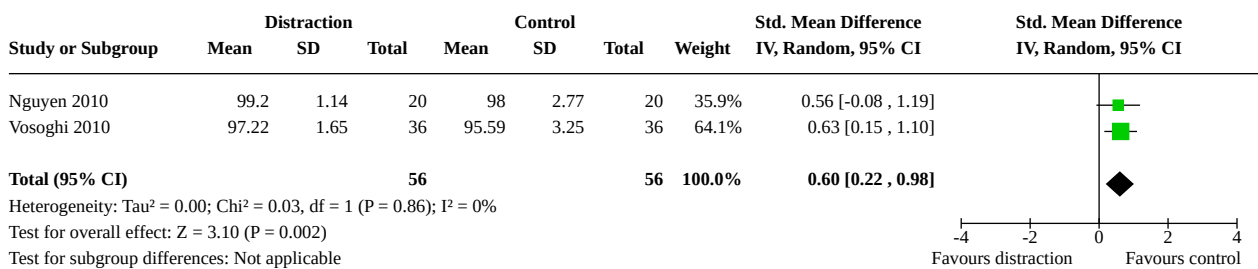 Distraction Control Std. Mean Difference Std. Mean Difference
Study or Subgroup Mean SD Total Mean SD Total Weight IV, Random, 95% CI IV, Random, 95% CI
Nguyen 2010 99.2 1.14 20 98 2.77 20 35.9% 0.56 [-0.08 , 1.19]
Vosoghi 2010 97.22 1.65 36 95.59 3.25 36 64.1% 0.63 [0.15 , 1.10]
Total (95% CI) 56 56 100.0% 0.60 [0.22 , 0.98]
Heterogeneity: Tau² = 0.00; Chi² = 0.03, df = 1 (P = 0.86); I² = 0%
Test for overall effect: Z = 3.10 (P = 0.002)
-4 -2 0 2 4
Test for subgroup differences: Not applicable
Favours distraction Favours control